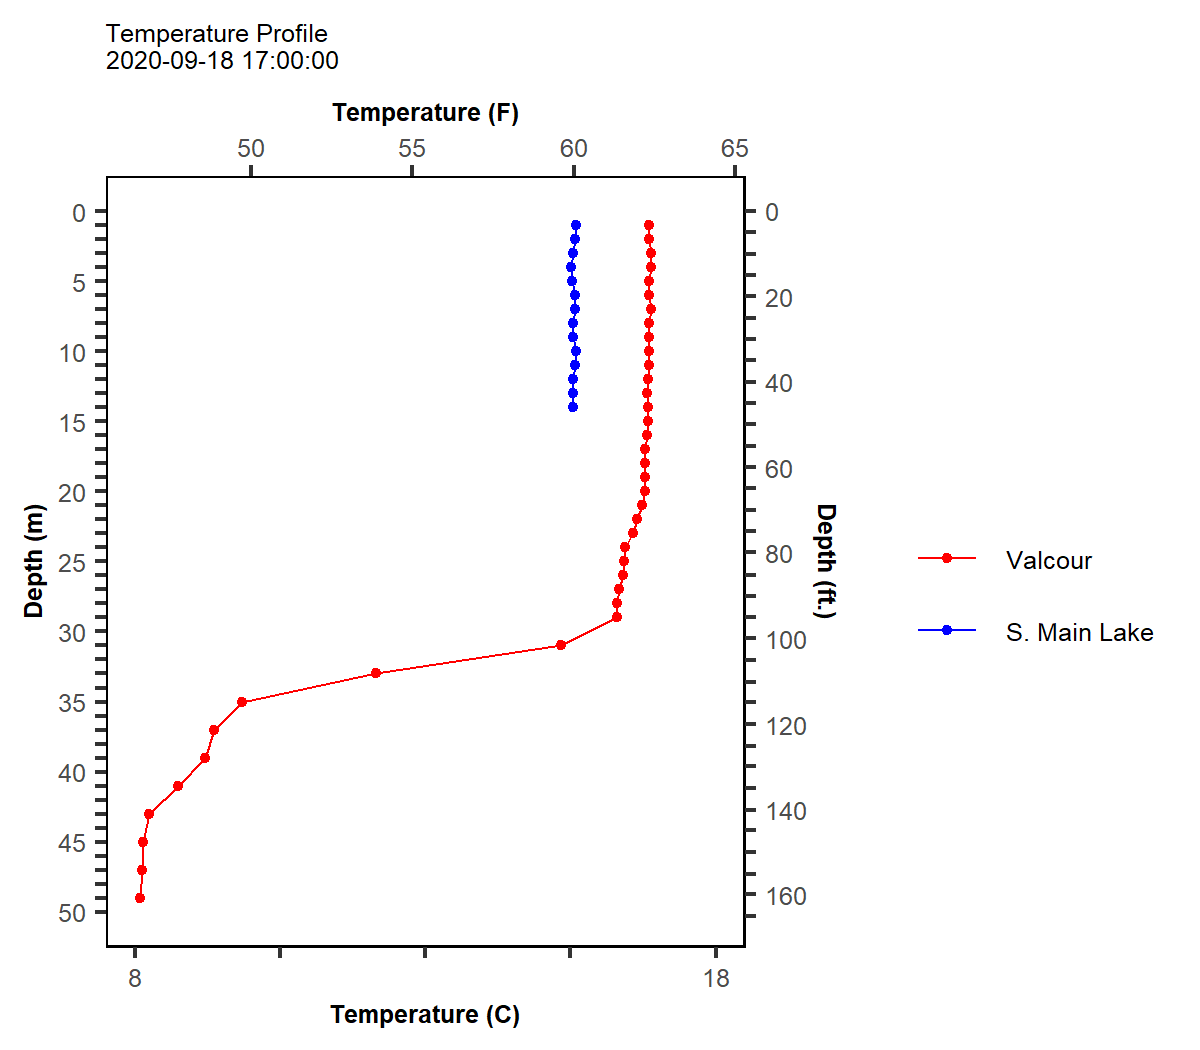 Temperature Profile
2020-09-18 17:00:00
Temperature (F)
50 55 60 65
0
5
10
15
20
25
30
35
40
45
50
Depth (m)
0
20
40
60
80
100
120
140
160
Depth (ft.)
Valcour
S. Main Lake
8 18
Temperature (C)